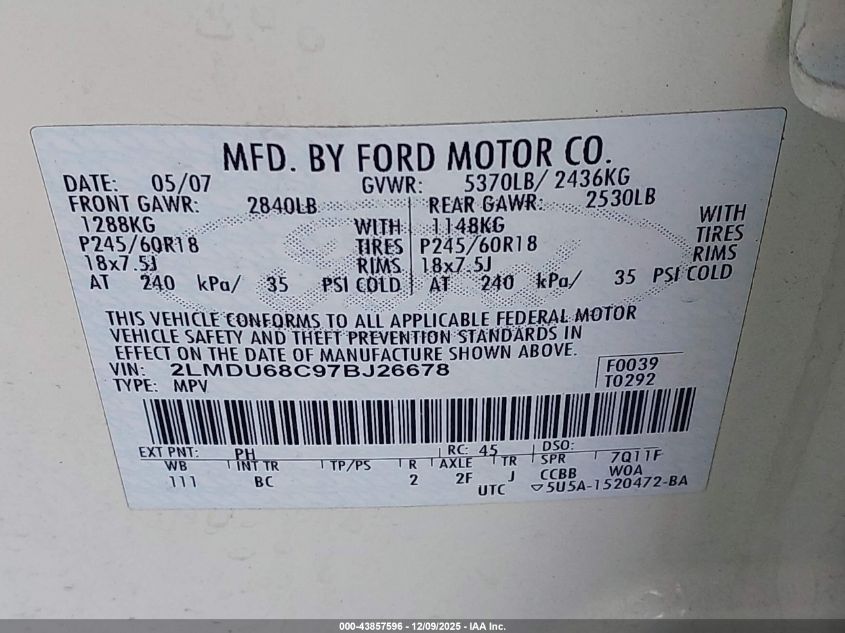 MFD. BY FORD MOTOR CO.
DATE: 05/07 GVWR: 5370LB/ 2436KG
FRONT GAWR: 2840LB REAR GAWR: 2530LB
1288KG WITH 1148KG WITH
P245/60R18 TIRES P245/60R18 TIRES
18x7.5J RIMS 18x7.5J RIMS
AT 240 kPa/ 35 PSI COLD AT 240 kPa/ 35 PSI COLD
THIS VEHICLE CONFORMS TO ALL APPLICABLE FEDERAL MOTOR
VEHICLE SAFETY AND THEFT PREVENTION STANDARDS IN
EFFECT ON THE DATE OF MANUFACTURE SHOWN ABOVE.
VIN: 2LMDU68C97BJ26678 F0039
TYPE: MPV T0292
EXT PNT: PH RC: 45 DSO:
WB INT TR TP/PS R AXLE TR SPR 7Q11F
111 BC 2 2F J CCBB W0A
UTC ▽5U5A-1520472-BA
000-43857596 - 12/09/2025 - IAA Inc.